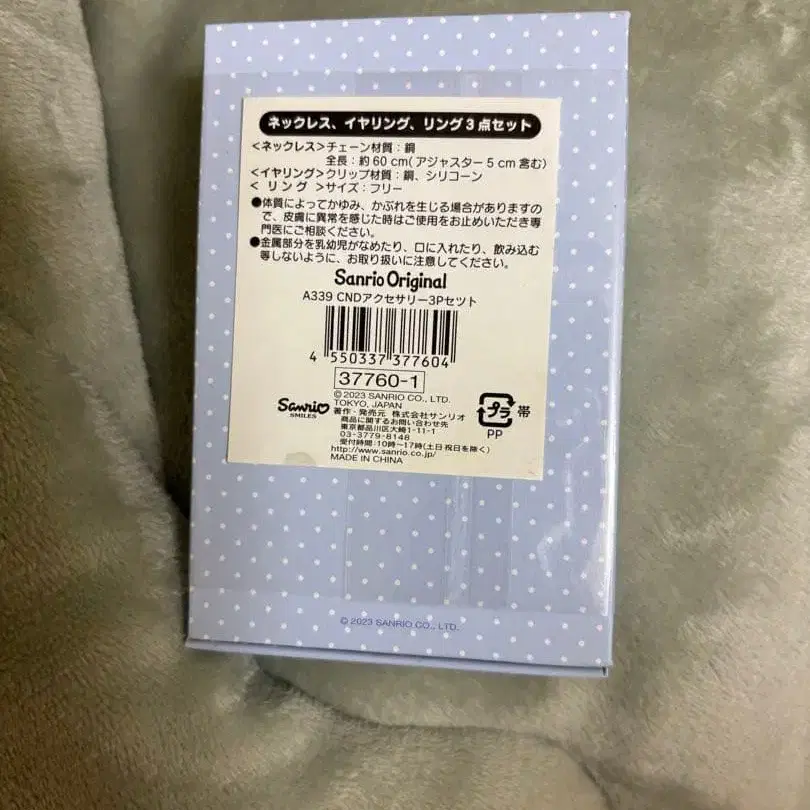 ネックレス、イヤリング、リング3点セット
<ネックレス>チェーン材質:銅
全長:約60cm(アジャスター5cm含む)
<イヤリング>クリップ材質:銅、シリコーン
< リング >サイズ:フリー
●体質によってかゆみ、かぶれを生じる場合がありますの
で、皮膚に異常を感じた時はご使用をお止めいただき専
門医にご相談ください。
●金属部分を乳幼児がなめたり、口に入れたり、飲み込む
等しないように、お取り扱いに注意してください。
Sanrio Original
A339 CNDアクセサリー3Pセット
4 550337 377604
37760-1
©2023 SANRIO CO., LTD.
TOKYO, JAPAN
Sanrio
SMILES
著作・発売元 株式会社サンリオ
商品に関するお問い合わせ先
東京都品川区大崎1-11-1
03-3779-8148
受付時間:10時~17時(土日祝日を除く)
http://www.sanrio.co.jp/
MADE IN CHINA
プラ 帯
PP
© 2023 SANRIO CO., LTD.